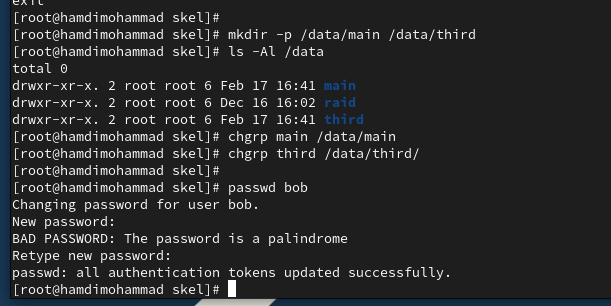 exit
[root@hamdimohammad skel]#
[root@hamdimohammad skel]# mkdir -p /data/main /data/third
[root@hamdimohammad skel]# ls -Al /data
total 0
drwxr-xr-x. 2 root root 6 Feb 17 16:41 main
drwxr-xr-x. 2 root root 6 Dec 16 16:02 raid
drwxr-xr-x. 2 root root 6 Feb 17 16:41 third
[root@hamdimohammad skel]# chgrp main /data/main
[root@hamdimohammad skel]# chgrp third /data/third/
[root@hamdimohammad skel]#
[root@hamdimohammad skel]# passwd bob
Changing password for user bob.
New password:
BAD PASSWORD: The password is a palindrome
Retype new password:
passwd: all authentication tokens updated successfully.
[root@hamdimohammad skel]#